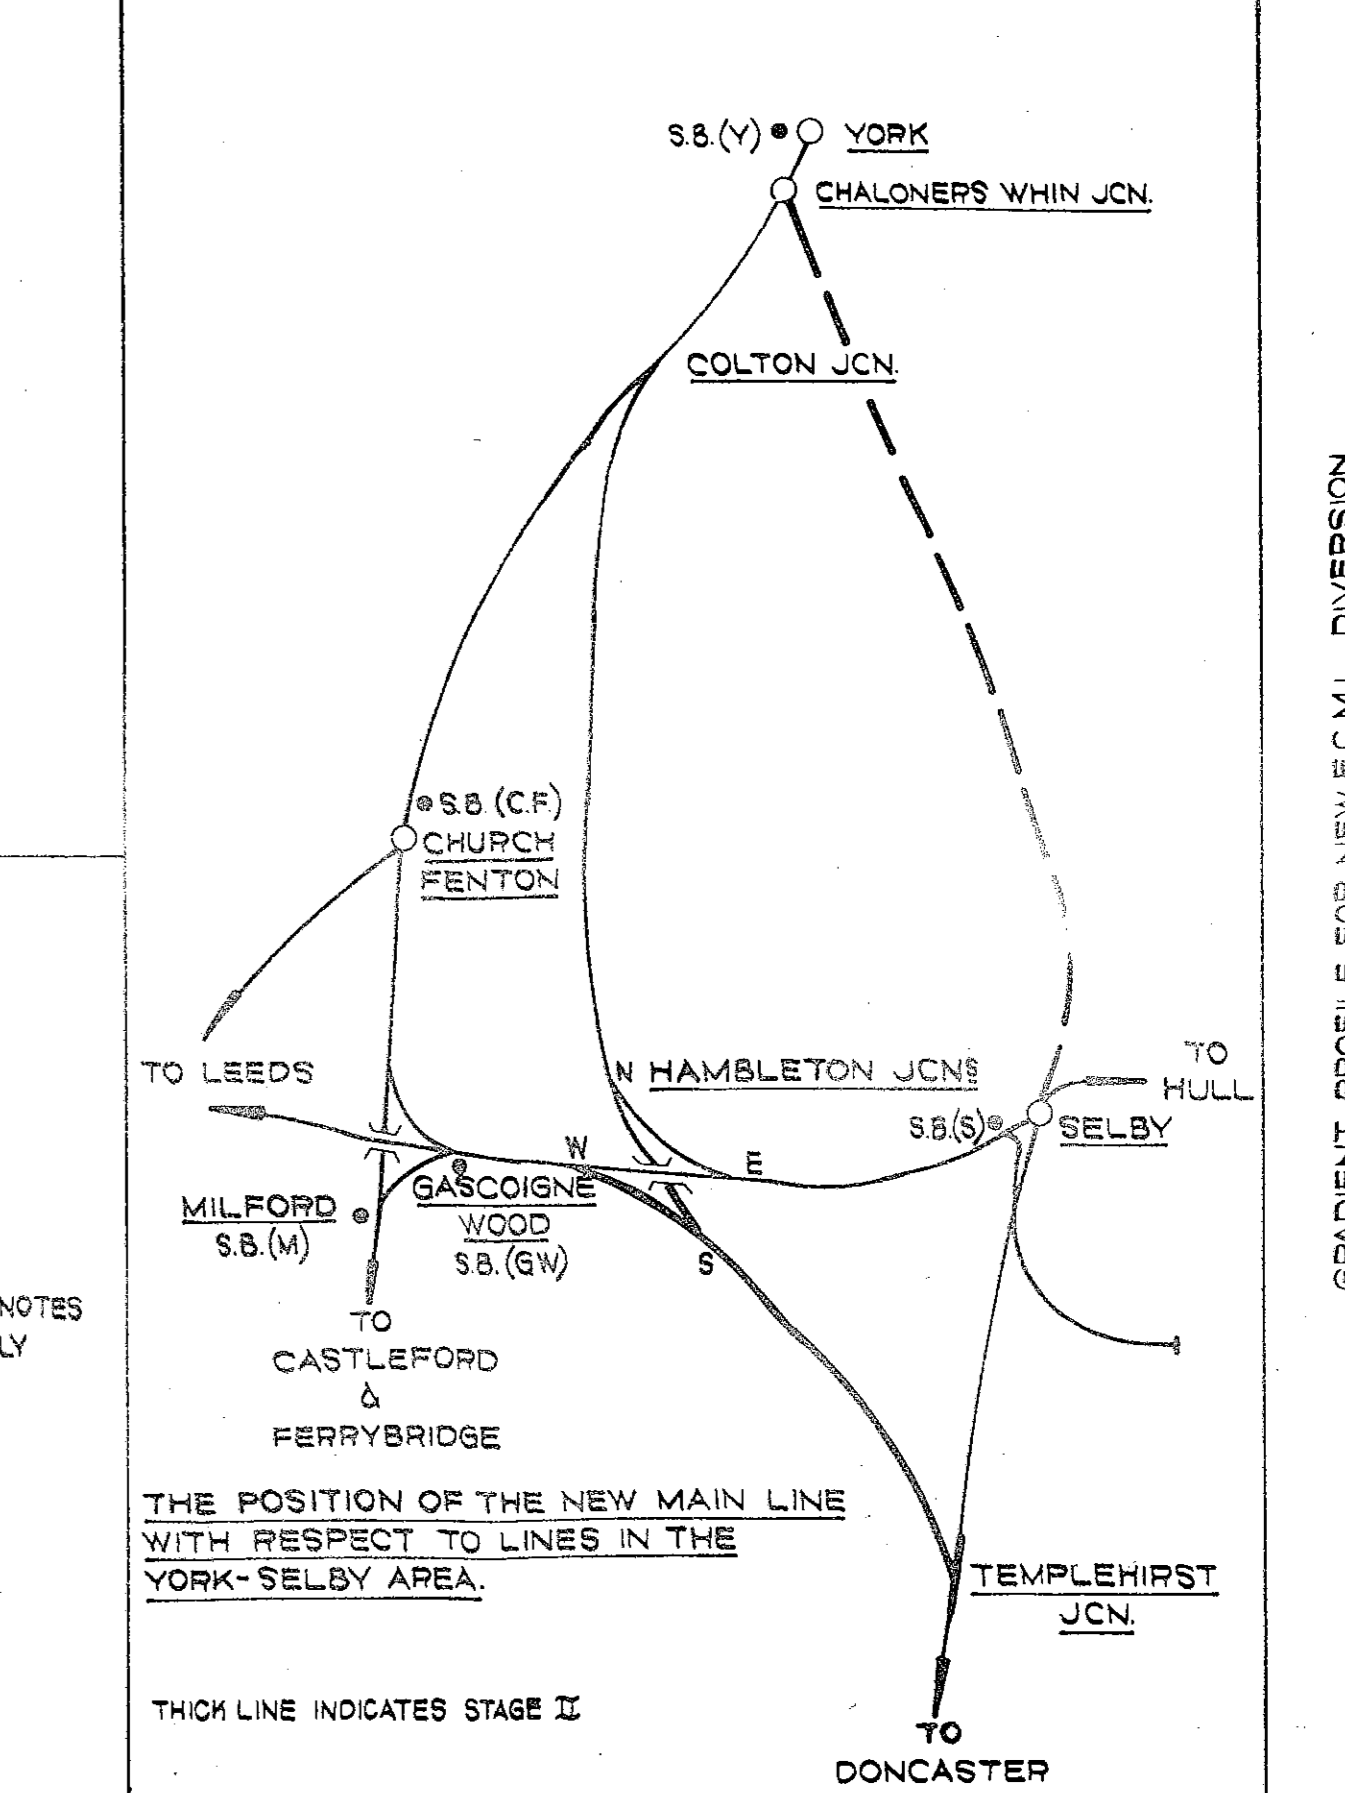 S.B.(Y) YORK
CHALONERS WHIN JCN.
COLTON JCN.
S.B.(C.F.)
CHURCH
FENTON
TO LEEDS
N HAMBLETON JCNS
TO
HULL
S.B.(S)
SELBY
W
E
S
GASCOIGNE
WOOD
S.B.(GW)
MILFORD
S.B.(M)
TO
CASTLEFORD
&
FERRYBRIDGE
NOTES
LY
THE POSITION OF THE NEW MAIN LINE
WITH RESPECT TO LINES IN THE
YORK-SELBY AREA.
TEMPLEHIRST
JCN.
THICK LINE INDICATES STAGE II
TO
DONCASTER
GRADIENT PROFILE FOR NEW E.C.M.L. DIVERSION